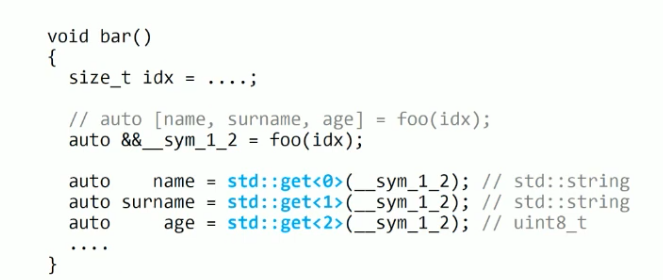 void bar()
{
size_t idx = ....;
// auto [name, surname, age] = foo(idx);
auto &&__sym_1_2 = foo(idx);
auto name = std::get<0>(__sym_1_2); // std::string
auto surname = std::get<1>(__sym_1_2); // std::string
auto age = std::get<2>(__sym_1_2); // uint8_t
....
}